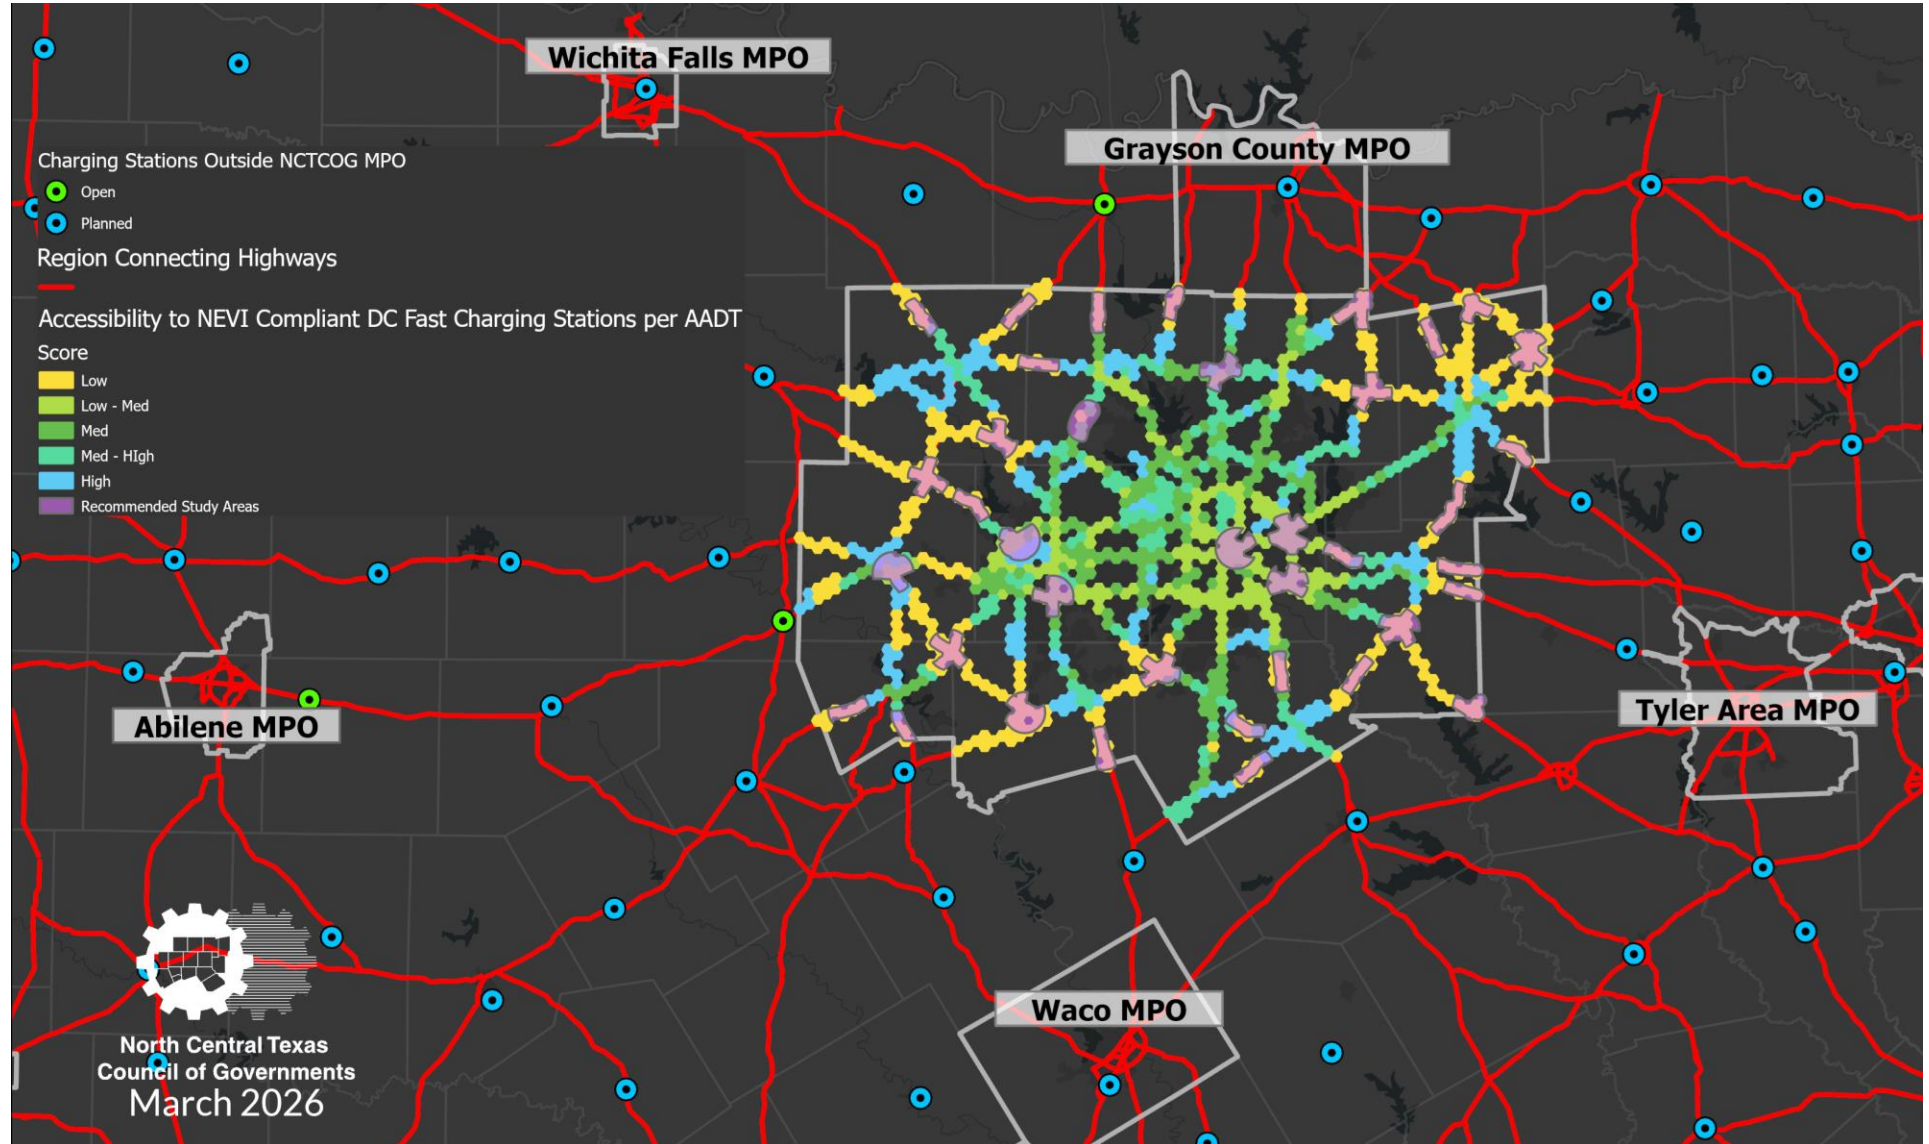 Wichita Falls MPO
Grayson County MPO
Charging Stations Outside NCTCOG MPO
Open
Planned
Region Connecting Highways
Accessibility to NEVI Compliant DC Fast Charging Stations per AADT
Score
Low
Low - Med
Med
Med - HIgh
High
Recommended Study Areas
Abilene MPO
Tyler Area MPO
Waco MPO
North Central Texas
Council of Governments
March 2026